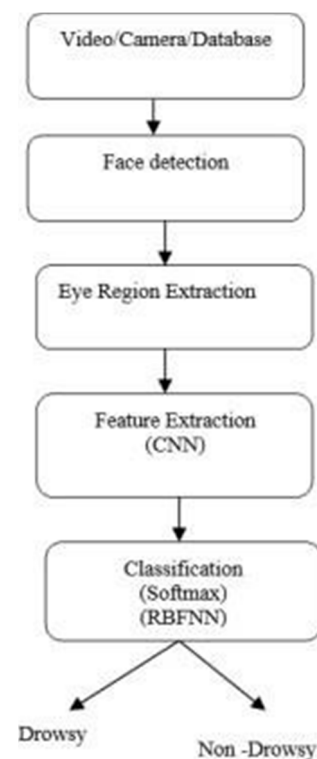 Video/Camera/Database
Face detection
Eye Region Extraction
Feature Extraction
(CNN)
Classification
(Softmax)
(RBFNN)
Drowsy
Non -Drowsy